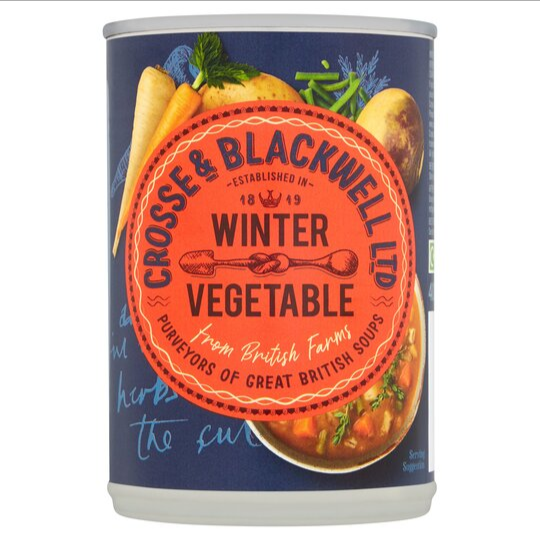 CROSSE & BLACKWELL LTD
-ESTABLISHED IN-
18 19
WINTER
VEGETABLE
from British Farms
PURVEYORS OF GREAT BRITISH SOUPS
herbs
the
Serving
Suggestion